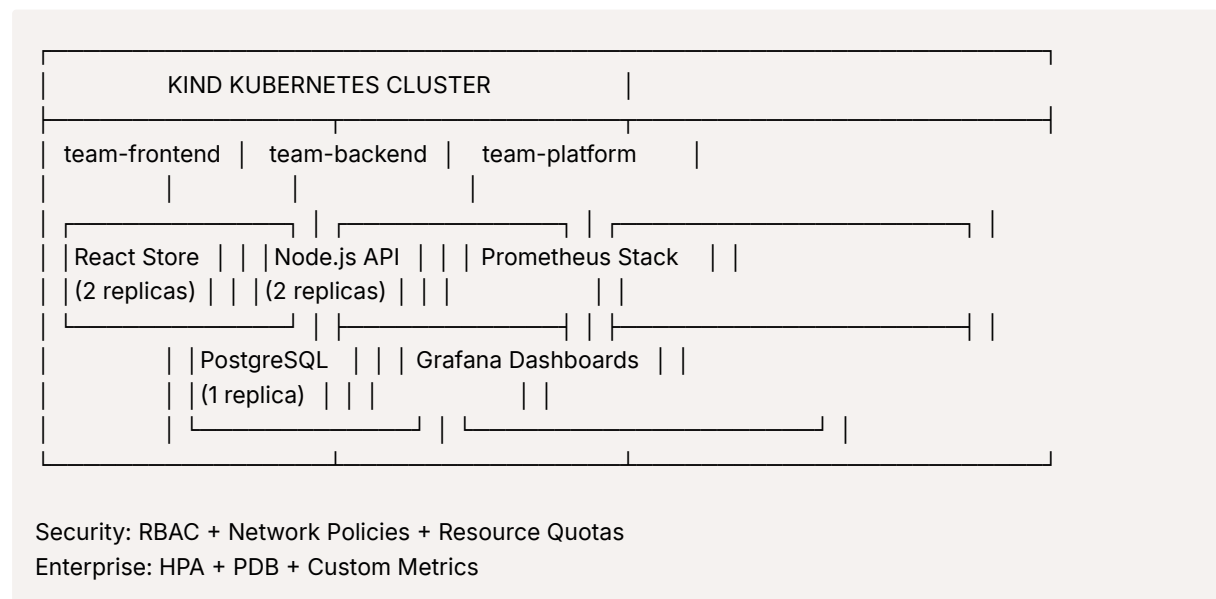 ┌─────────────────────────────────────────────────────────────┐
│                 KIND KUBERNETES CLUSTER                   │
├─────────────────┬─────────────────┬─────────────────────────┤
│  team-frontend  │   team-backend  │    team-platform        │
│                 │                 │                         │
│ ┌─────────────┐ │ ┌─────────────┐ │ ┌─────────────────────┐ │
│ │React Store  │ │ │Node.js API  │ │ │ Prometheus Stack    │ │
│ │(2 replicas) │ │ │(2 replicas) │ │ │                     │ │
│ └─────────────┘ │ ├─────────────┤ │ ├─────────────────────┤ │
│                 │ │PostgreSQL   │ │ │ Grafana Dashboards  │ │
│                 │ │(1 replica)  │ │ │                     │ │
│                 │ └─────────────┘ │ └─────────────────────┘ │
└─────────────────┴─────────────────┴─────────────────────────┘
Security: RBAC + Network Policies + Resource Quotas
Enterprise: HPA + PDB + Custom Metrics